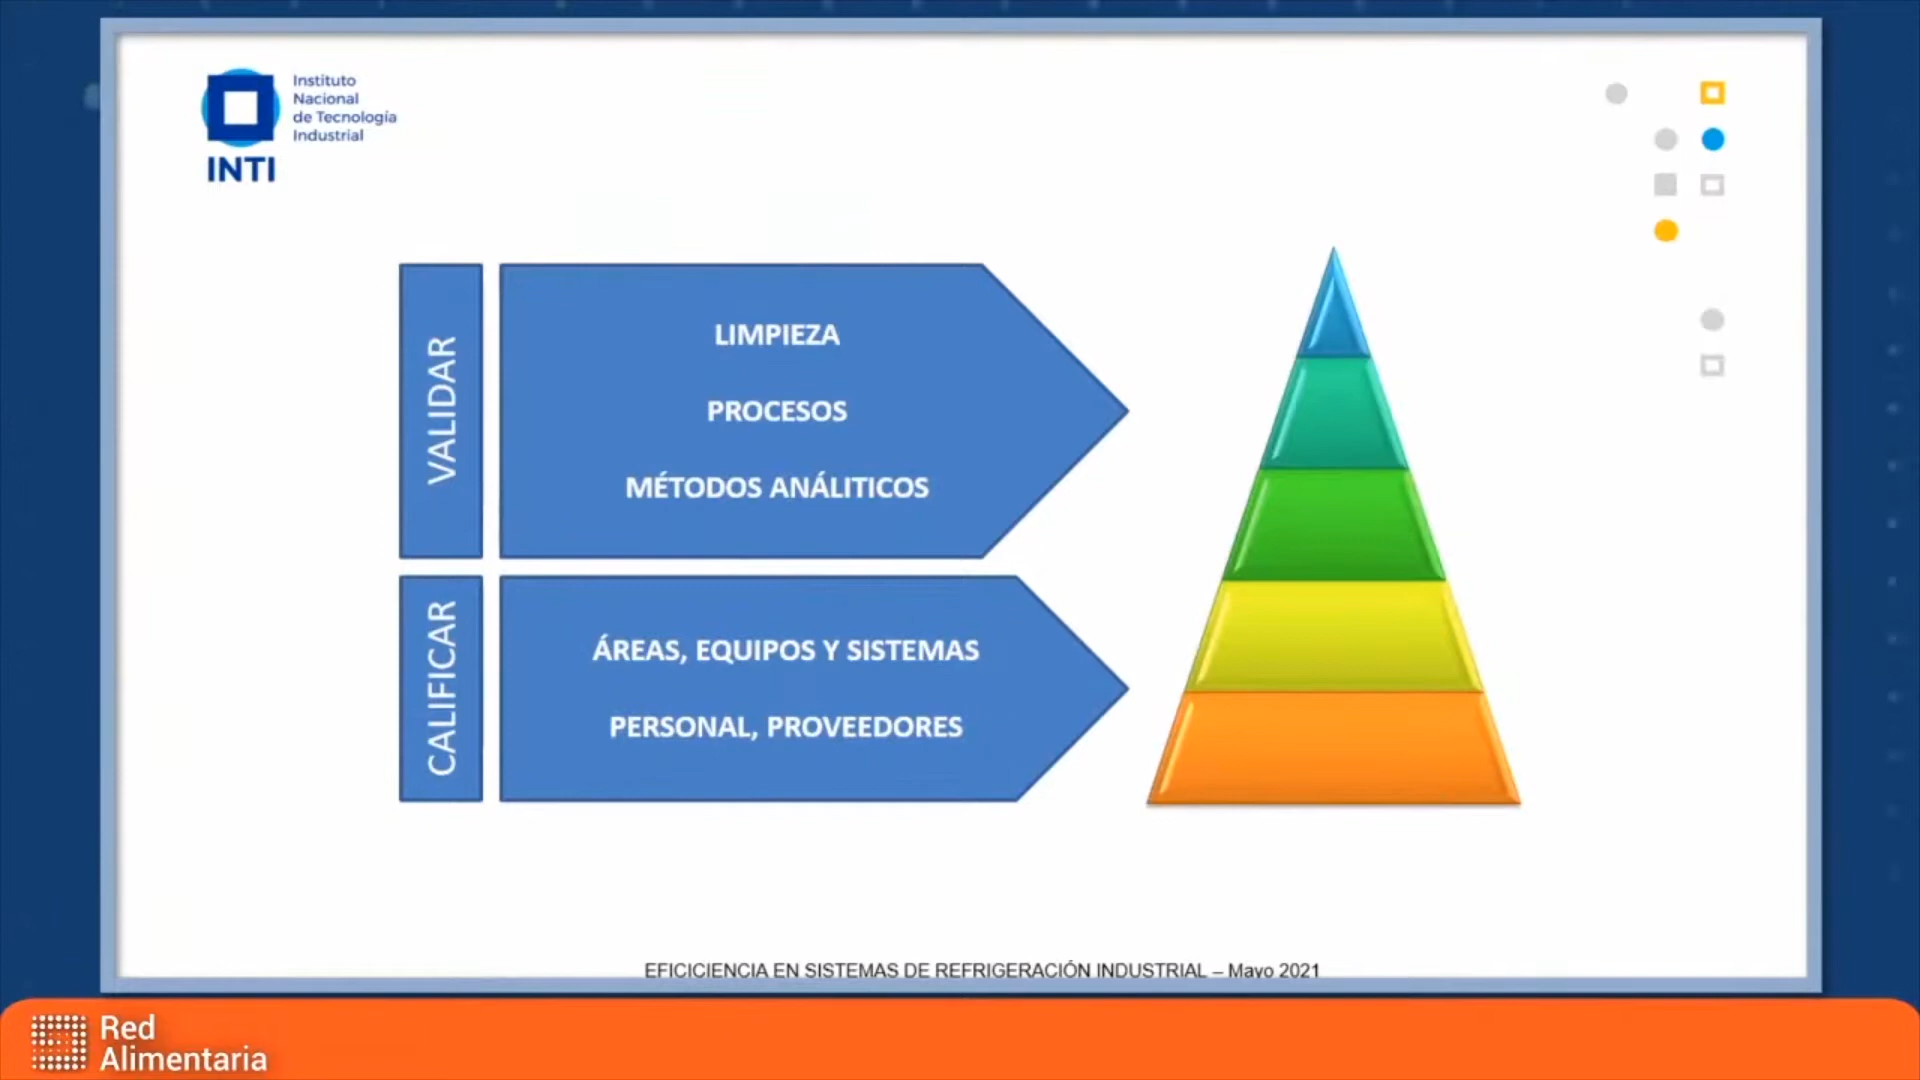 Instituto
Nacional
de Tecnología
Industrial
INTI
VALIDAR
LIMPIEZA
PROCESOS
MÉTODOS ANÁLITICOS
CALIFICAR
ÁREAS, EQUIPOS Y SISTEMAS
PERSONAL, PROVEEDORES
EFICICIENCIA EN SISTEMAS DE REFRIGERACIÓN INDUSTRIAL – Mayo 2021
Red
Alimentaria